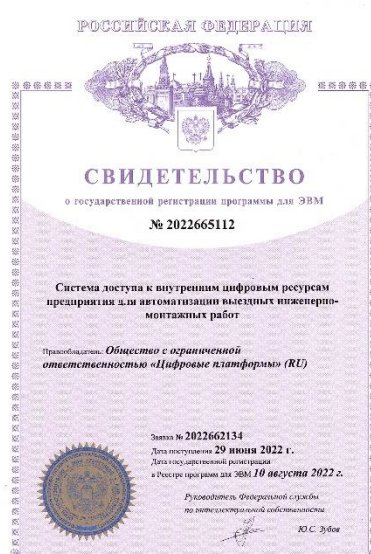 РОССИЙСКАЯ ФЕДЕРАЦИЯ
СВИДЕТЕЛЬСТВО
о государственной регистрации программы для ЭВМ
№ 2022665112
Система доступа к внутренним цифровым ресурсам
предприятия для автоматизации выездных инженерно-
монтажных работ
Правообладатель: Общество с ограниченной
ответственностью «Цифровые платформы» (RU)
Заявка № 2022662134
Дата поступления 29 июня 2022 г.
Дата государственной регистрации
в Реестре программ для ЭВМ 10 августа 2022 г.
Руководитель Федеральной службы
по интеллектуальной собственности
Ю.С. Зубов